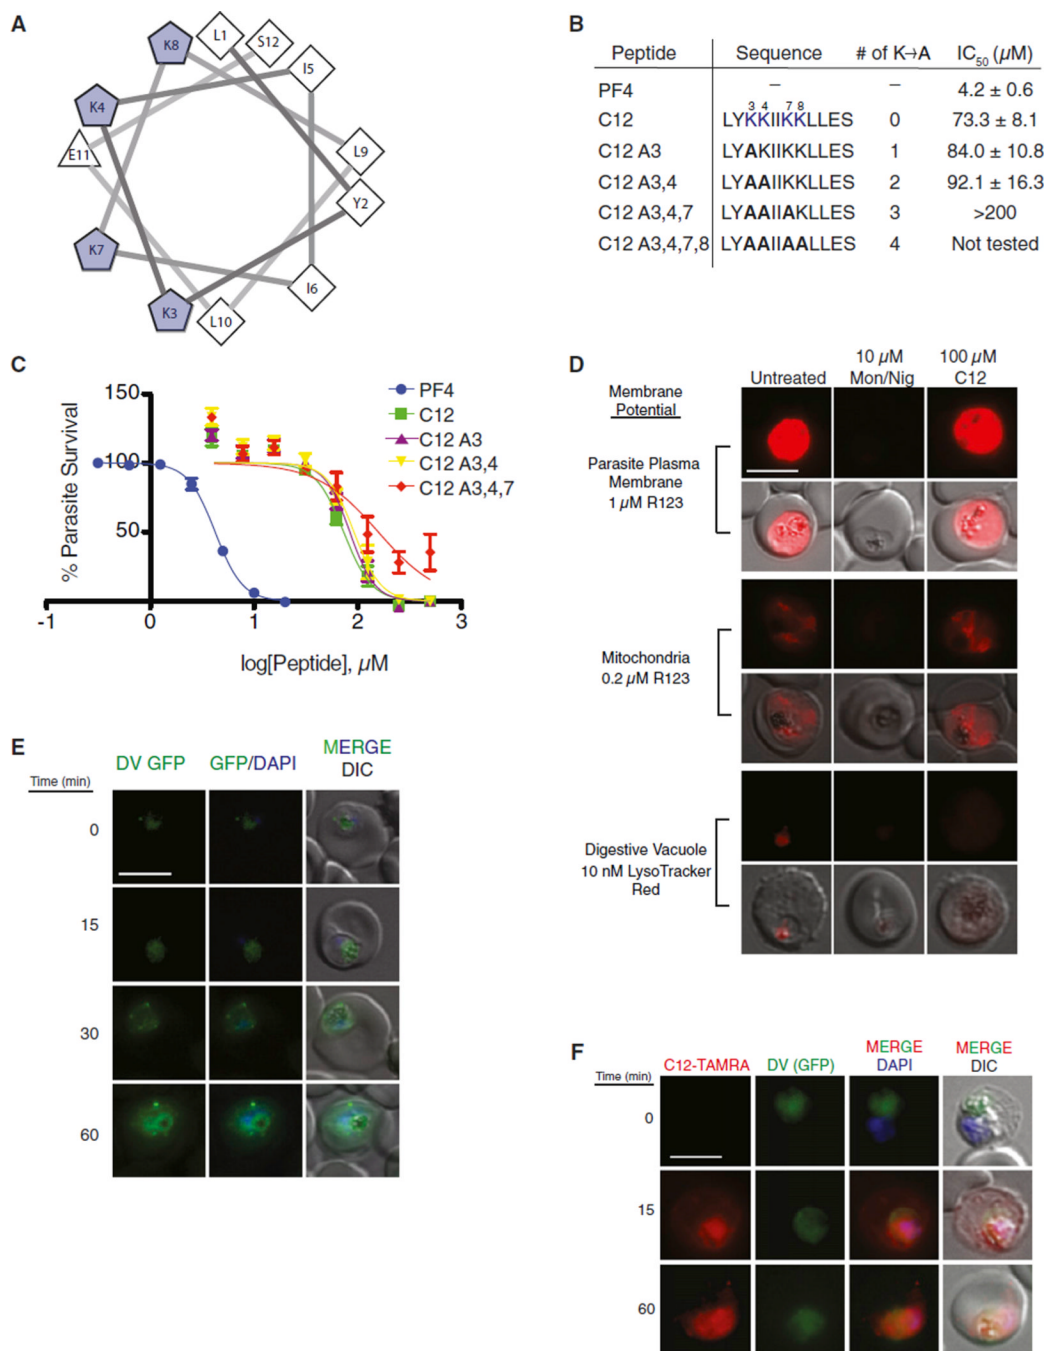 A
K8
L1
S12
I5
K4
E11
L9
Y2
K7
I6
K3
L10
B
Peptide Sequence # of K→A IC50 (μM)
PF4 – – 4.2 ± 0.6
3 4 7 8
C12 LYKKIIKKLLES 0 73.3 ± 8.1
C12 A3 LYAKIIKKLLES 1 84.0 ± 10.8
C12 A3,4 LYAAIIKKLLES 2 92.1 ± 16.3
C12 A3,4,7 LYAAIIAKLLES 3 >200
C12 A3,4,7,8 LYAAIIAALLES 4 Not tested
C
% Parasite Survival
150
100
50
-1 0 1 2 3
log[Peptide], μM
PF4
C12
C12 A3
C12 A3,4
C12 A3,4,7
D
Membrane
Potential
Untreated
10 μM
Mon/Nig
100 μM
C12
Parasite Plasma
Membrane
1 μM R123
Mitochondria
0.2 μM R123
Digestive Vacuole
10 nM LysoTracker
Red
E
Time (min)
DV GFP
GFP/DAPI
MERGE
DIC
0
15
30
60
F
Time (min)
C12-TAMRA
DV (GFP)
MERGE
DAPI
MERGE
DIC
0
15
60